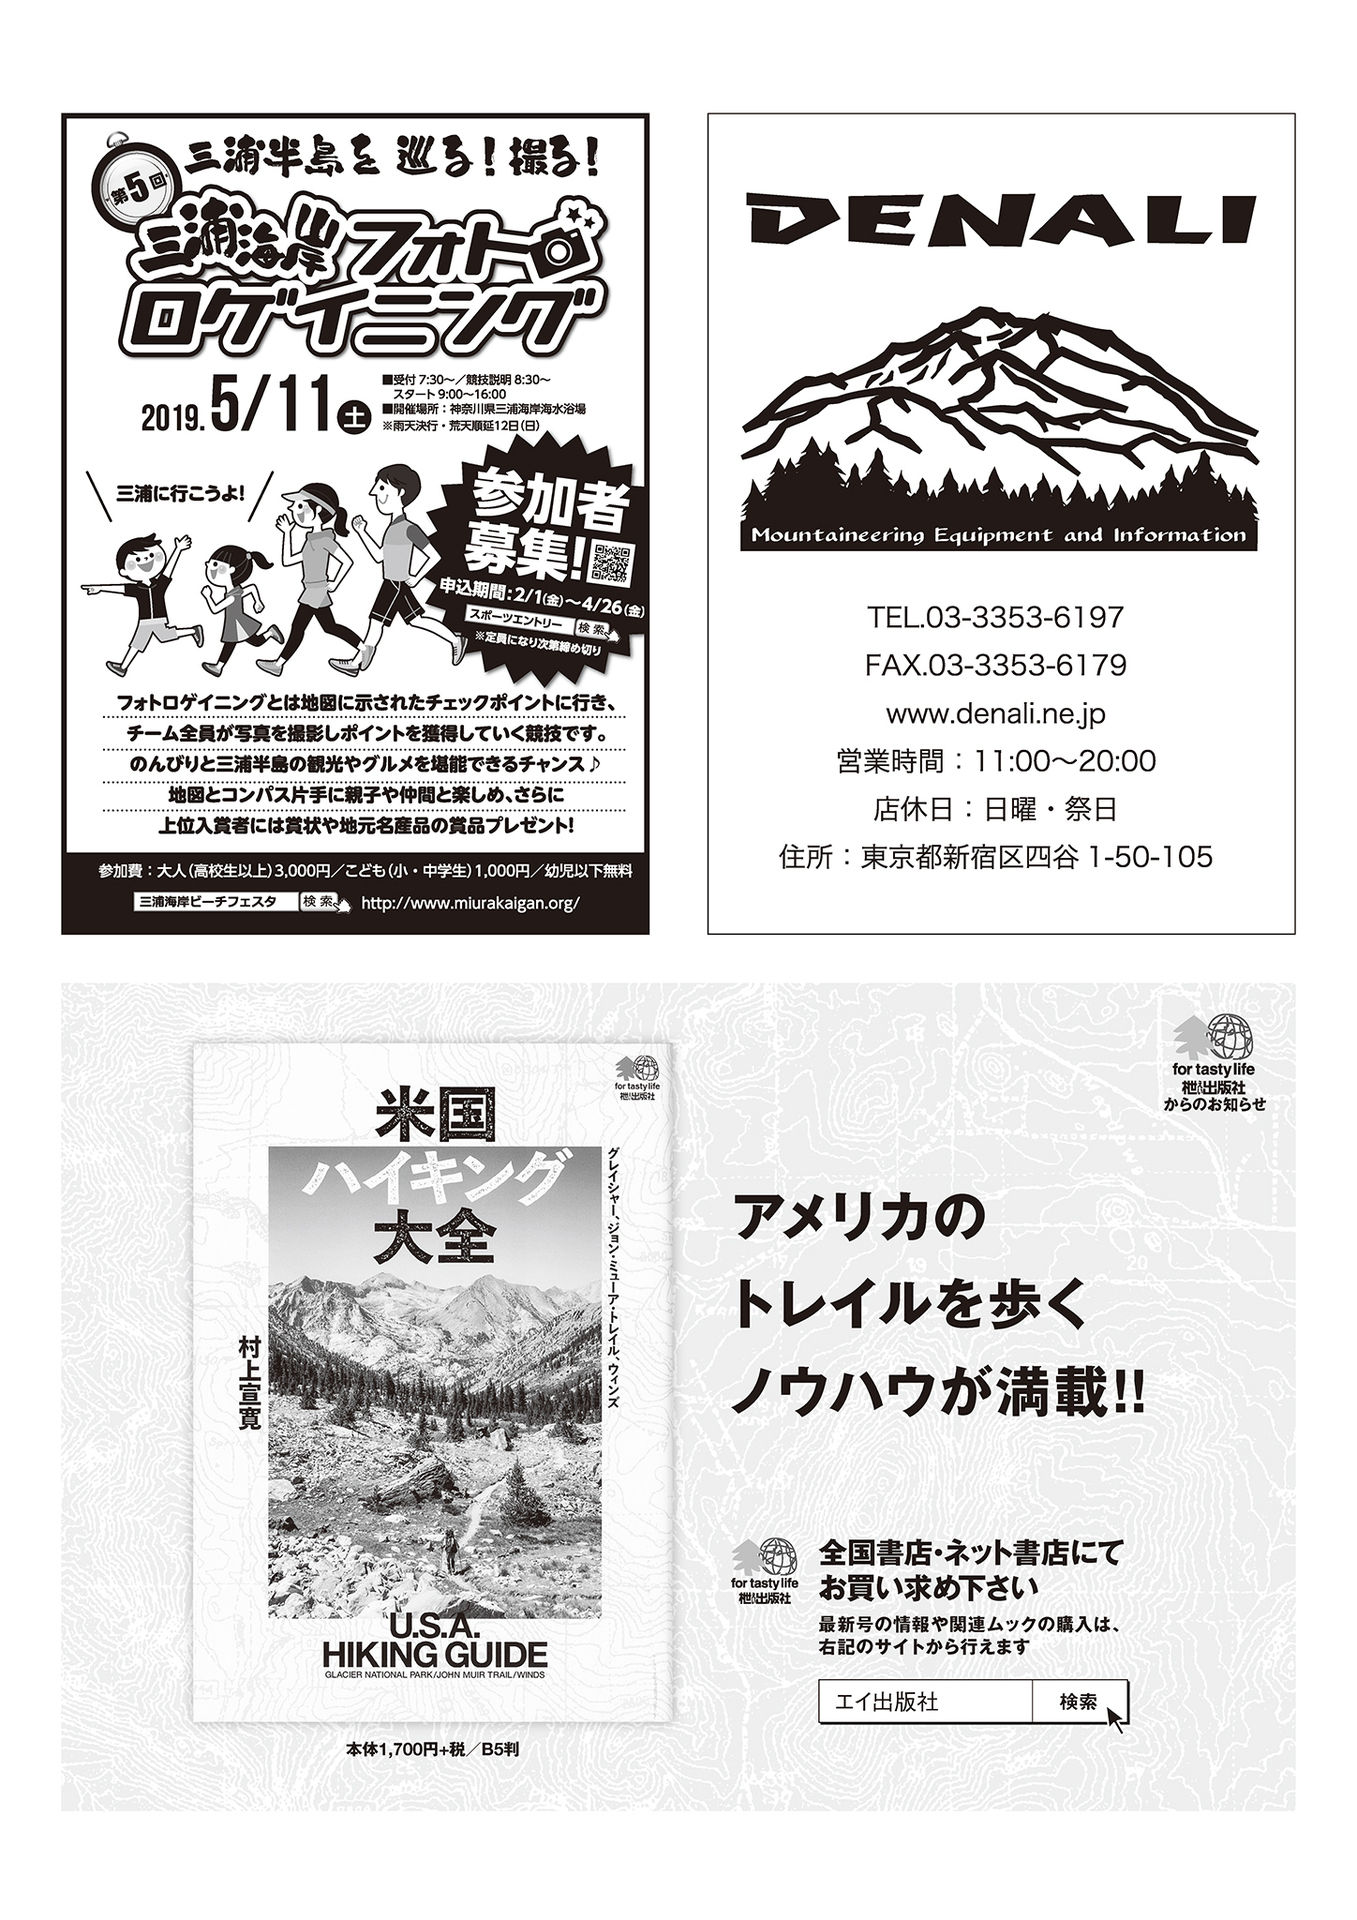 第5回
三浦半島を 巡る!撮る!
三浦海岸フォト
ロゲイニング
2019.5/11土
■受付 7:30〜／競技説明 8:30〜
スタート 9:00〜16:00
■開催場所：神奈川県三浦海岸海水浴場
※雨天決行・荒天順延12日（日）
三浦に行こうよ!
参加者
募集!
申込期間:2/1(金)〜4/26(金)
スポーツエントリー 検索
※定員になり次第締め切り
フォトロゲイニングとは地図に示されたチェックポイントに行き、
チーム全員が写真を撮影しポイントを獲得していく競技です。
のんびりと三浦半島の観光やグルメを堪能できるチャンス♪
地図とコンパス片手に親子や仲間と楽しめ、さらに
上位入賞者には賞状や地元名産品の賞品プレゼント!
参加費：大人（高校生以上）3,000円／こども（小・中学生）1,000円／幼児以下無料
三浦海岸ビーチフェスタ 検索 http://www.miurakaigan.org/
DENALI
Mountaineering Equipment and Information
TEL.03-3353-6197
FAX.03-3353-6179
www.denali.ne.jp
営業時間：11:00〜20:00
店休日：日曜・祭日
住所：東京都新宿区四谷 1-50-105
for tasty life
枻出版社
米国
ハイキング
大全
グレイシャー、ジョン・ミューア・トレイル、ウィンズ
村上宣寛
U.S.A.
HIKING GUIDE
GLACIER NATIONAL PARK/JOHN MUIR TRAIL/WINDS
本体1,700円+税／B5判
for tasty life
枻出版社
からのお知らせ
アメリカの
トレイルを歩く
ノウハウが満載!!
for tasty life
枻出版社
全国書店・ネット書店にて
お買い求め下さい
最新号の情報や関連ムックの購入は、
右記のサイトから行えます
エイ出版社 検索